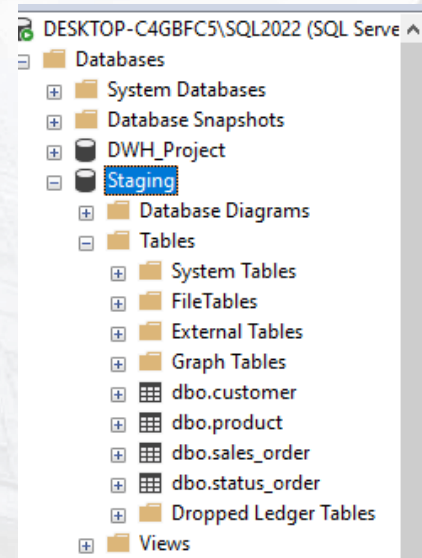 DESKTOP-C4GBFC5\SQL2022 (SQL Serve
Databases
System Databases
Database Snapshots
DWH_Project
Staging
Database Diagrams
Tables
System Tables
FileTables
External Tables
Graph Tables
dbo.customer
dbo.product
dbo.sales_order
dbo.status_order
Dropped Ledger Tables
Views